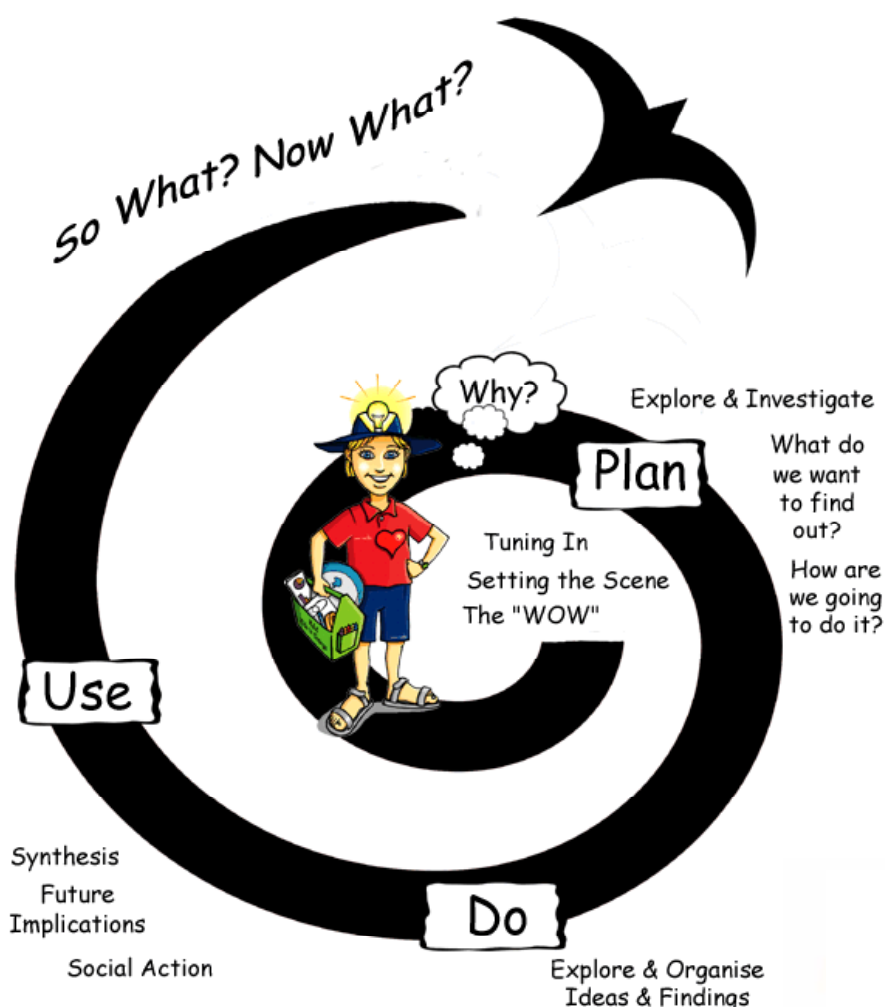 So What? Now What?
Why?
Explore & Investigate
Plan
What do
we want
to find
out?
How are
we going
to do it?
Tuning In
Setting the Scene
The "WOW"
Use
Synthesis
Future
Implications
Social Action
Do
Explore & Organise
Ideas & Findings